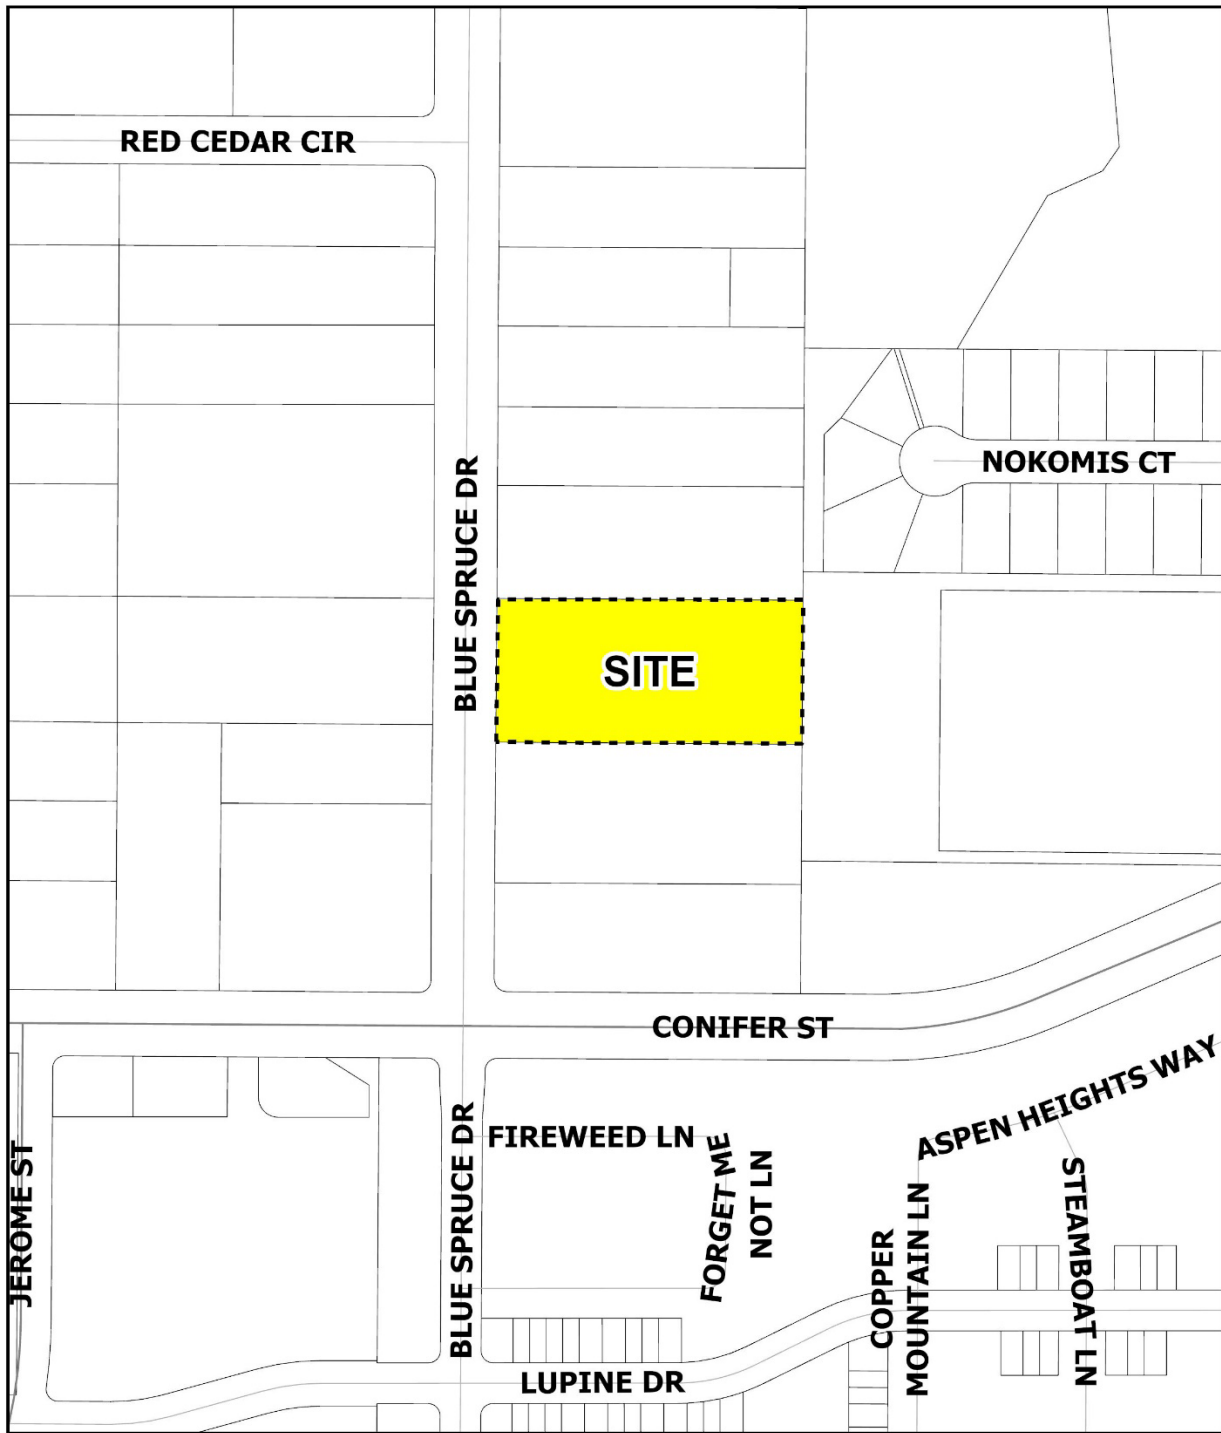 RED CEDAR CIR
BLUE SPRUCE DR
NOKOMIS CT
SITE
CONIFER ST
ASPEN HEIGHTS WAY
JEROME ST
BLUE SPRUCE DR
FIREWEED LN
FORGET ME
NOT LN
COPPER
MOUNTAIN LN
STEAMBOAT LN
LUPINE DR